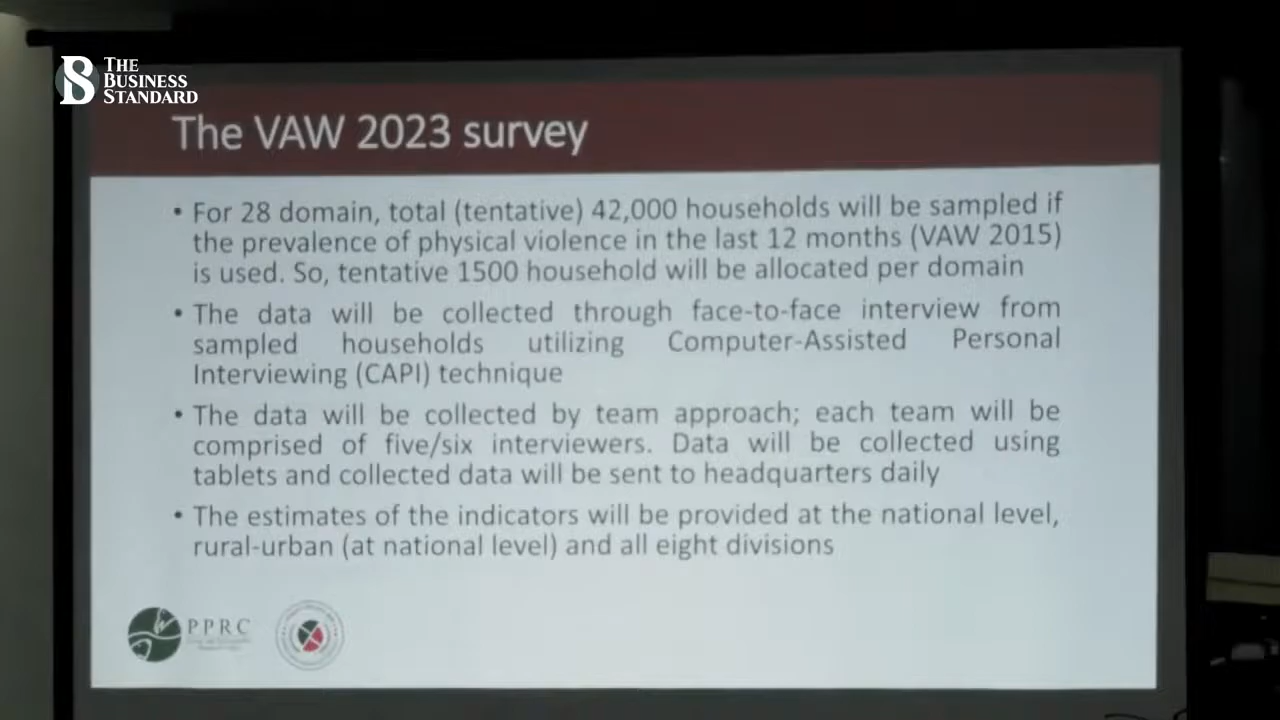 THE
BUSINESS
STANDARD
The VAW 2023 survey
• For 28 domain, total (tentative) 42,000 households will be sampled if
the prevalence of physical violence in the last 12 months (VAW 2015)
is used. So, tentative 1500 household will be allocated per domain
• The data will be collected through face-to-face interview from
sampled households utilizing Computer-Assisted Personal
Interviewing (CAPI) technique
• The data will be collected by team approach; each team will be
comprised of five/six interviewers. Data will be collected using
tablets and collected data will be sent to headquarters daily
• The estimates of the indicators will be provided at the national level,
rural-urban (at national level) and all eight divisions
PPRC